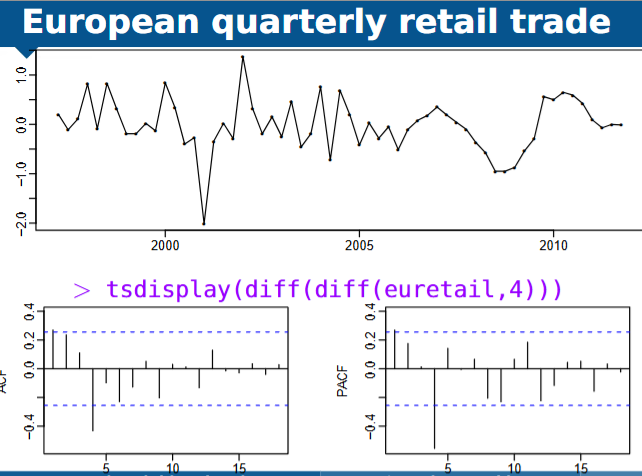 European quarterly retail trade
1.0
0.0
−1.0
−2.0
2000 2005 2010
> tsdisplay(diff(diff(euretail,4)))
0.4
0.2
0.0
−0.4
ACF
5 10 15
0.4
0.2
0.0
−0.4
PACF
5 10 15